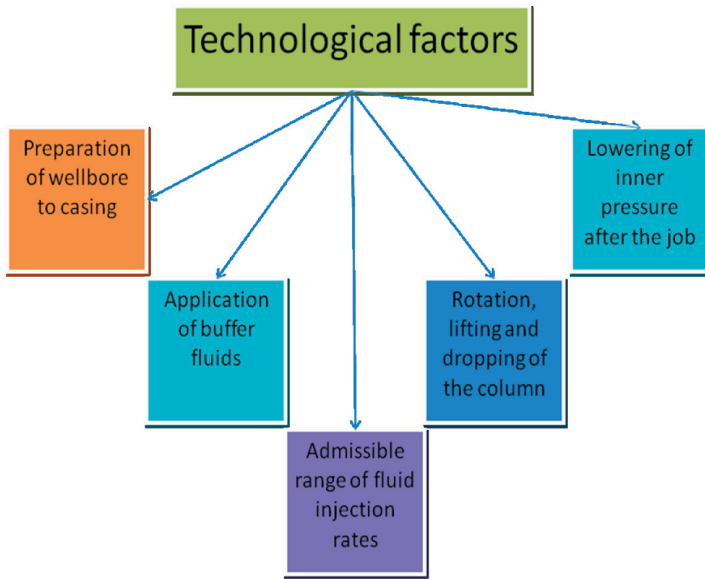 Technological factors
Preparation
of wellbore
to casing
Lowering of
inner
pressure
after the job
Application
of buffer
fluids
Rotation,
lifting and
dropping of
the column
Admissible
range of fluid
injection
rates